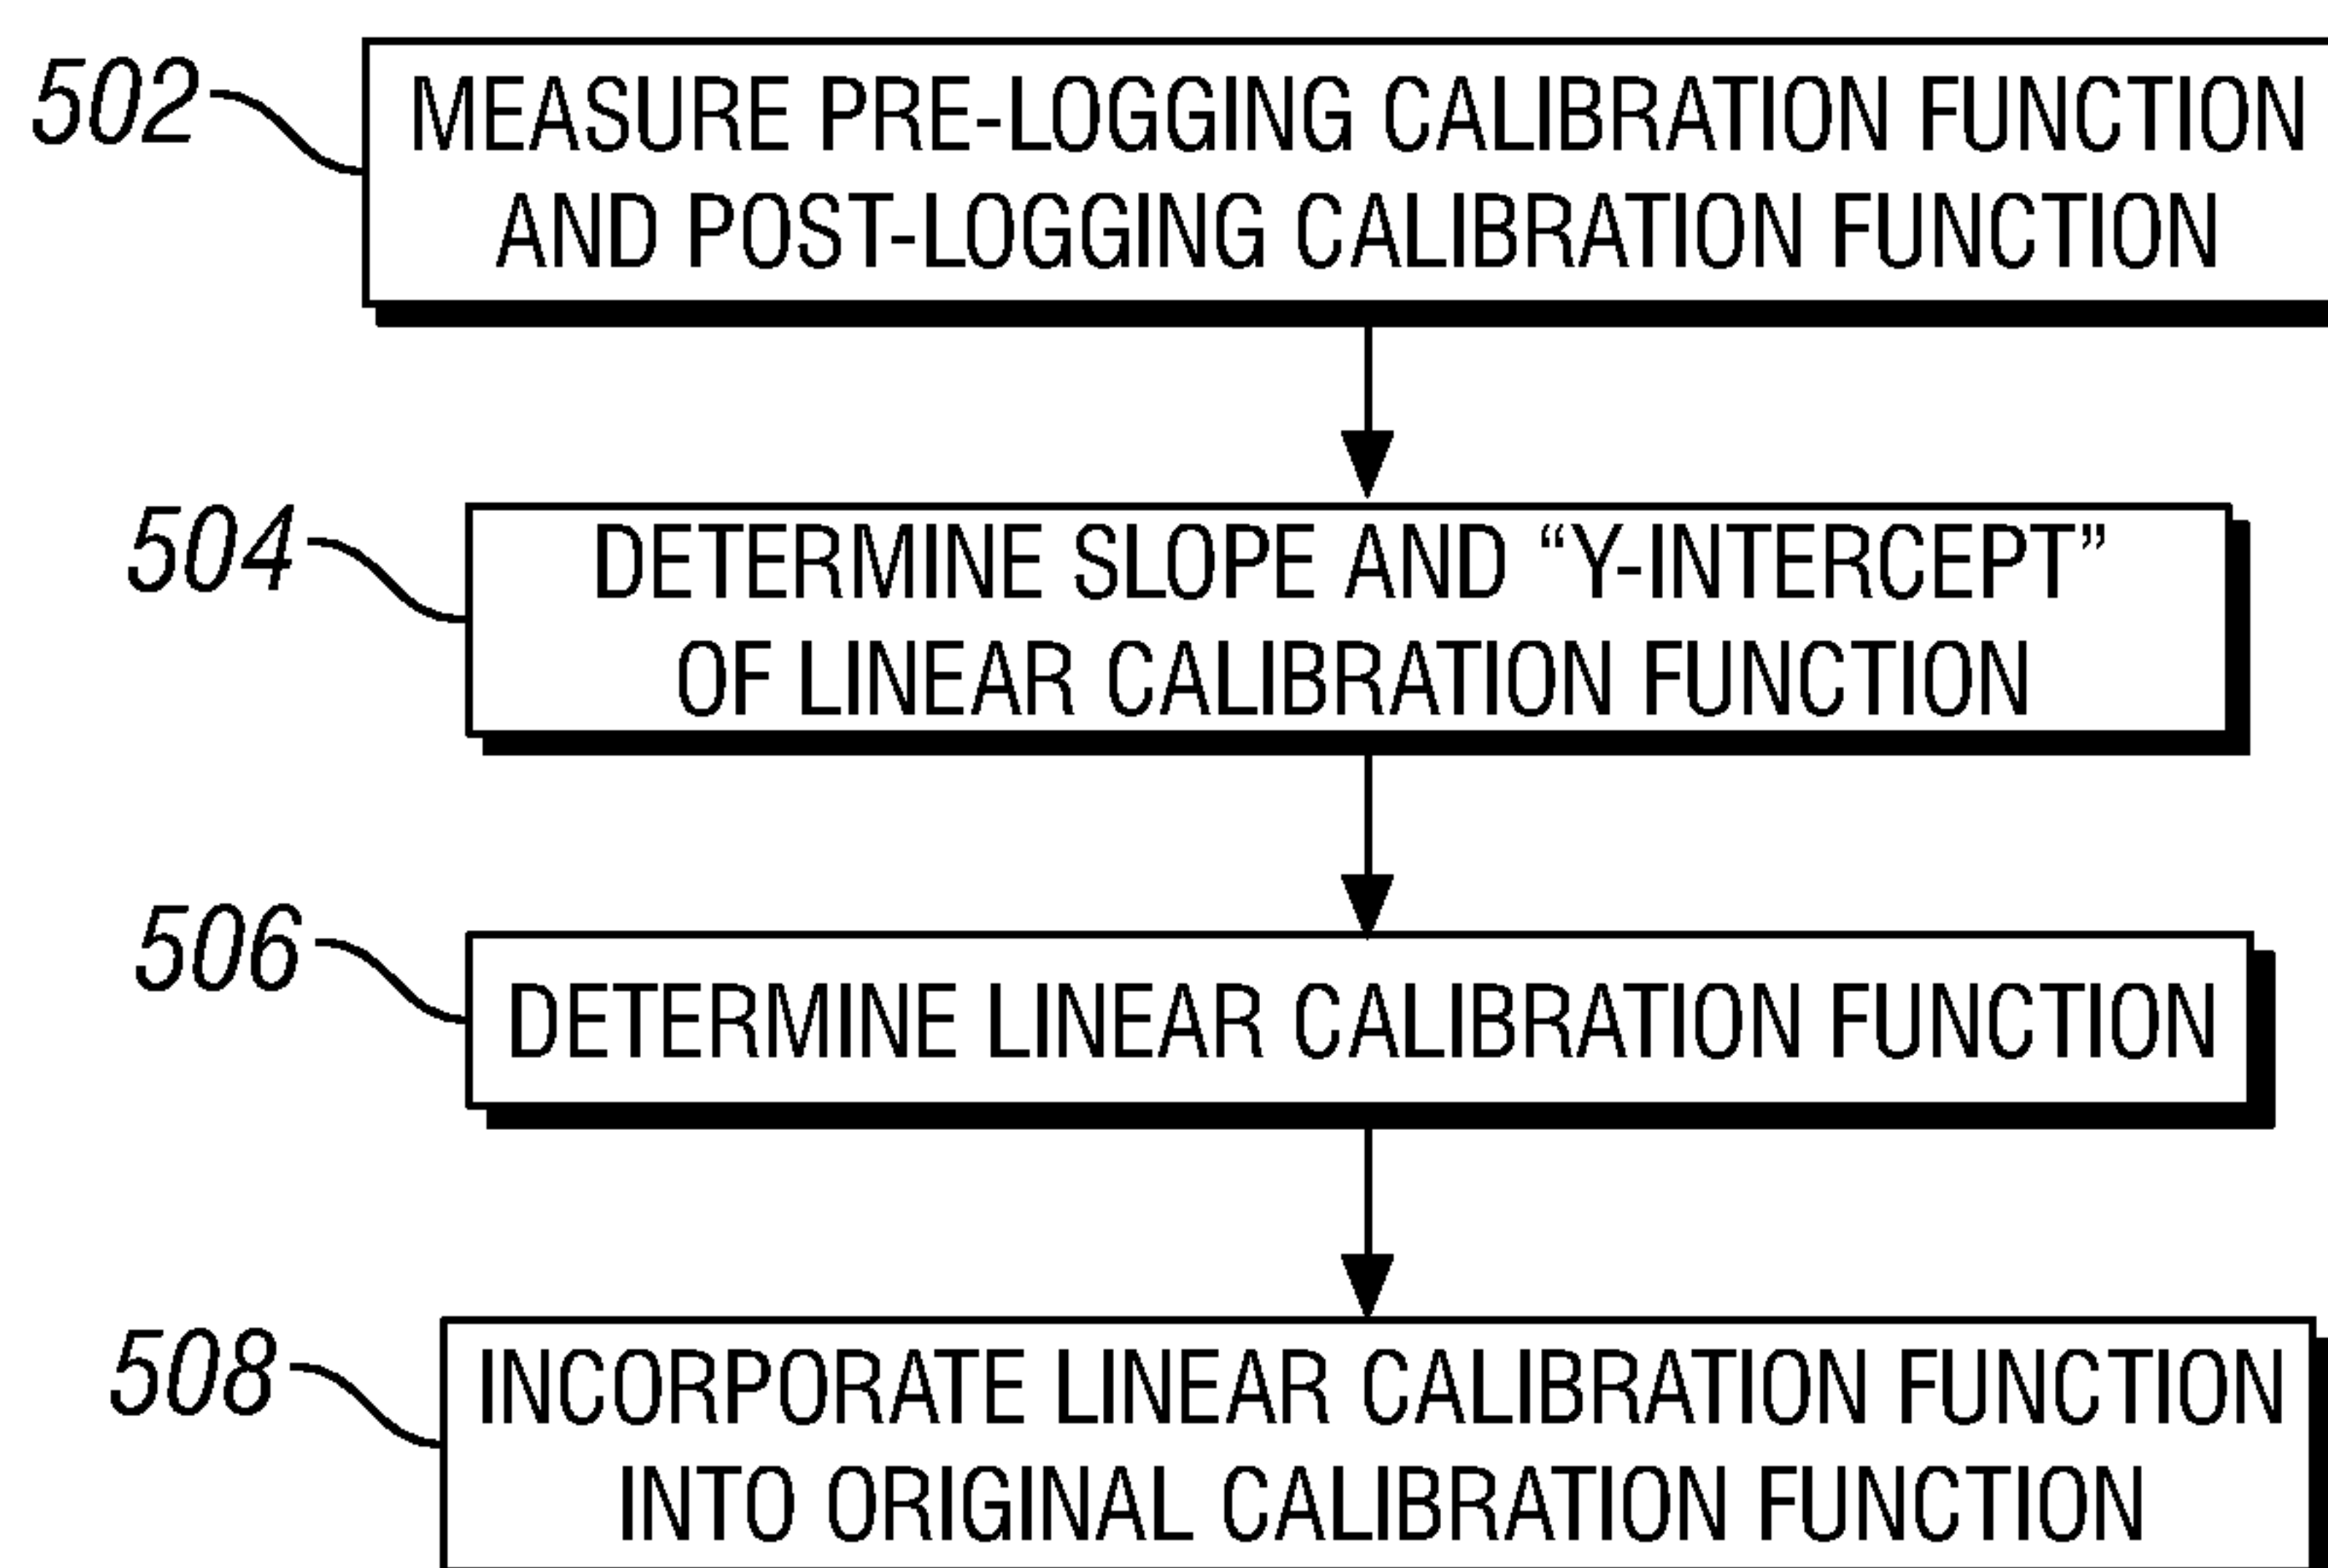 502
MEASURE PRE-LOGGING CALIBRATION FUNCTION
AND POST-LOGGING CALIBRATION FUNCTION
504
DETERMINE SLOPE AND “Y-INTERCEPT”
OF LINEAR CALIBRATION FUNCTION
506
DETERMINE LINEAR CALIBRATION FUNCTION
508
INCORPORATE LINEAR CALIBRATION FUNCTION
INTO ORIGINAL CALIBRATION FUNCTION